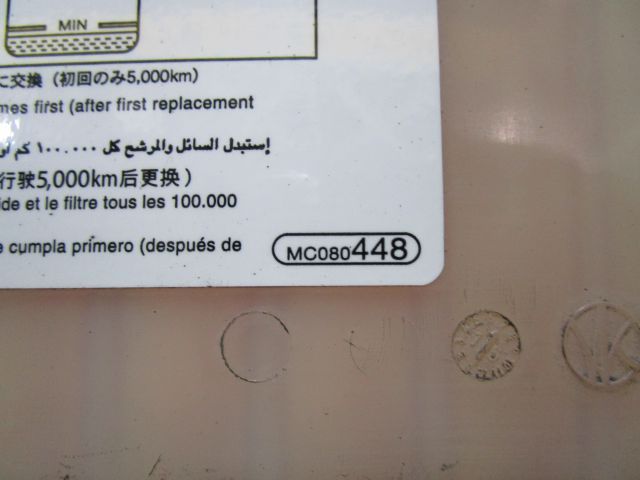 MIN
に交換（初回のみ5,000km）
mes first (after first replacement
إستبدل السائل والمرشح كل ١٠٠.٠٠٠ كم أو
行驶5,000km后更换）
ide et le filtre tous les 100.000
e cumpla primero (después de
MC080448